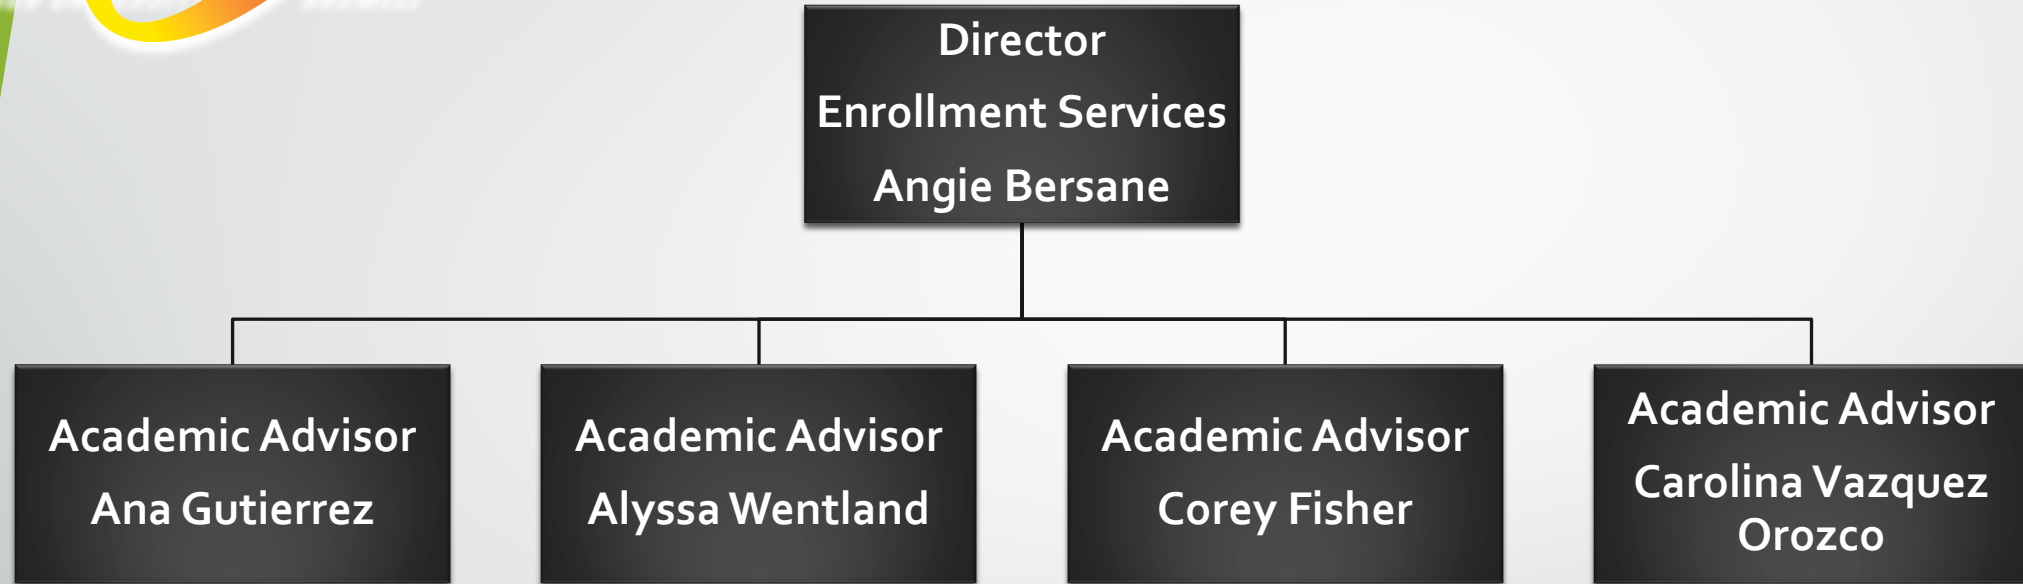 Director
Enrollment Services
Angie Bersane
Academic Advisor
Ana Gutierrez
Academic Advisor
Alyssa Wentland
Academic Advisor
Corey Fisher
Academic Advisor
Carolina Vazquez
Orozco